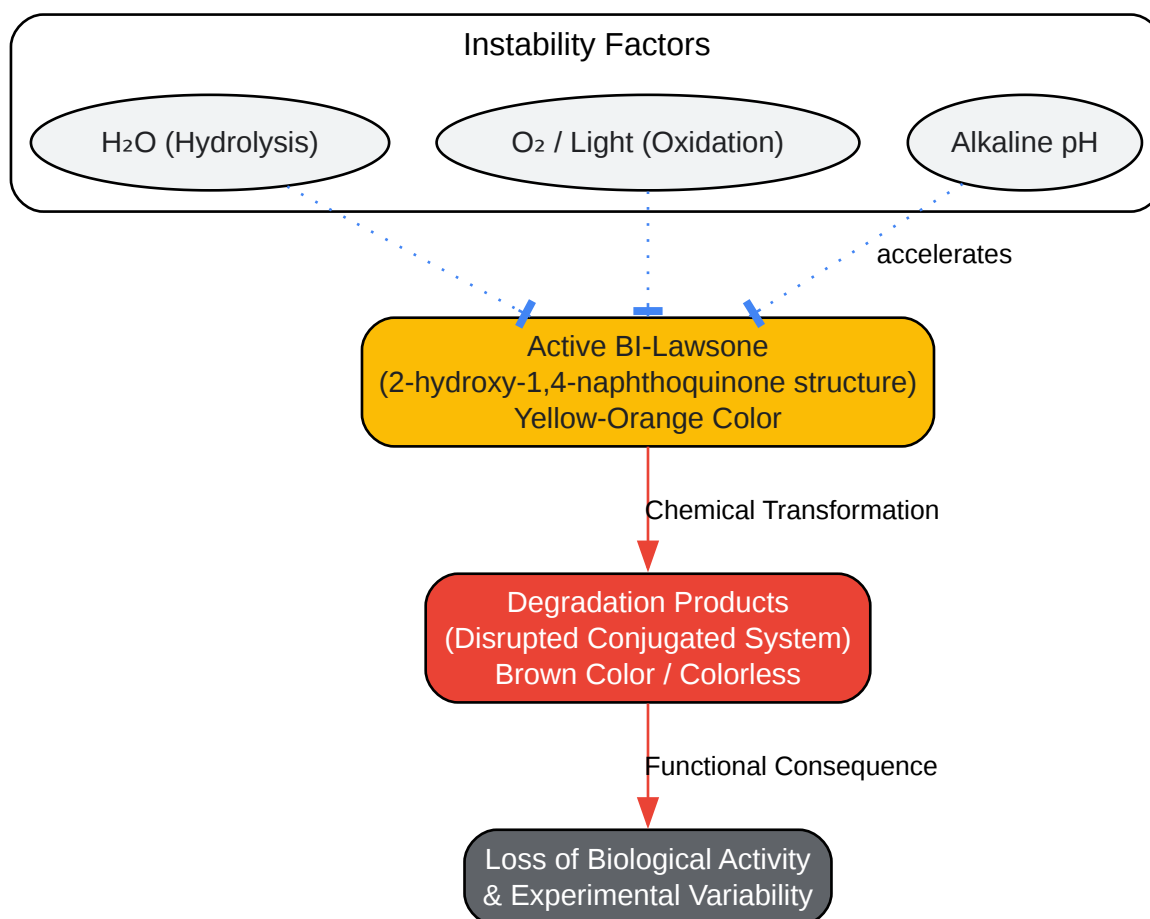 Instability Factors
H₂O (Hydrolysis)
O₂ / Light (Oxidation)
Alkaline pH
accelerates
Active BI-Lawsone
(2-hydroxy-1,4-naphthoquinone structure)
Yellow-Orange Color
Chemical Transformation
Degradation Products
(Disrupted Conjugated System)
Brown Color / Colorless
Functional Consequence
Loss of Biological Activity
& Experimental Variability